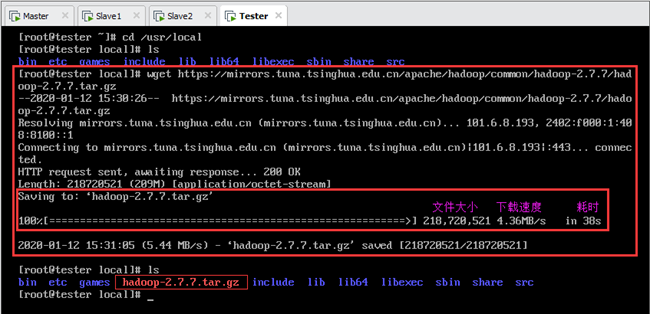 Master × Slave1 × Slave2 × Tester ×
[root@tester ~]# cd /usr/local
[root@tester local]# ls
bin etc games include lib lib64 libexec sbin share src
[root@tester local]# wget https://mirrors.tuna.tsinghua.edu.cn/apache/hadoop/common/hadoop-2.7.7/had
oop-2.7.7.tar.gz
--2020-01-12 15:30:26-- https://mirrors.tuna.tsinghua.edu.cn/apache/hadoop/common/hadoop-2.7.7/hadoop-2.7.7.tar.gz
Resolving mirrors.tuna.tsinghua.edu.cn (mirrors.tuna.tsinghua.edu.cn)... 101.6.8.193, 2402:f000:1:40
8:8100::1
Connecting to mirrors.tuna.tsinghua.edu.cn (mirrors.tuna.tsinghua.edu.cn)|101.6.8.193|:443... connec
ted.
HTTP request sent, awaiting response... 200 OK
Length: 218720521 (209M) [application/octet-stream]
Saving to: ‘hadoop-2.7.7.tar.gz’
文件大小 下载速度 耗时
100%[======================================================>] 218,720,521 4.36MB/s in 38s
2020-01-12 15:31:05 (5.44 MB/s) - ‘hadoop-2.7.7.tar.gz’ saved [218720521/218720521]
[root@tester local]# ls
bin etc games hadoop-2.7.7.tar.gz include lib lib64 libexec sbin share src
[root@tester local]# _